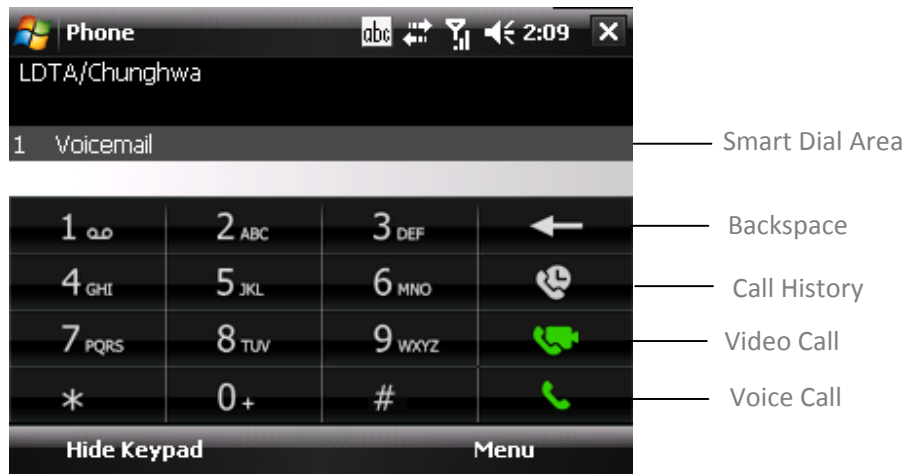 Phone abc 2:09
LDTA/Chunghwa
1 Voicemail Smart Dial Area
1 2 ABC 3 DEF Backspace
4 GHI 5 JKL 6 MNO Call History
7 PQRS 8 TUV 9 WXYZ Video Call
* 0 + # Voice Call
Hide Keypad Menu